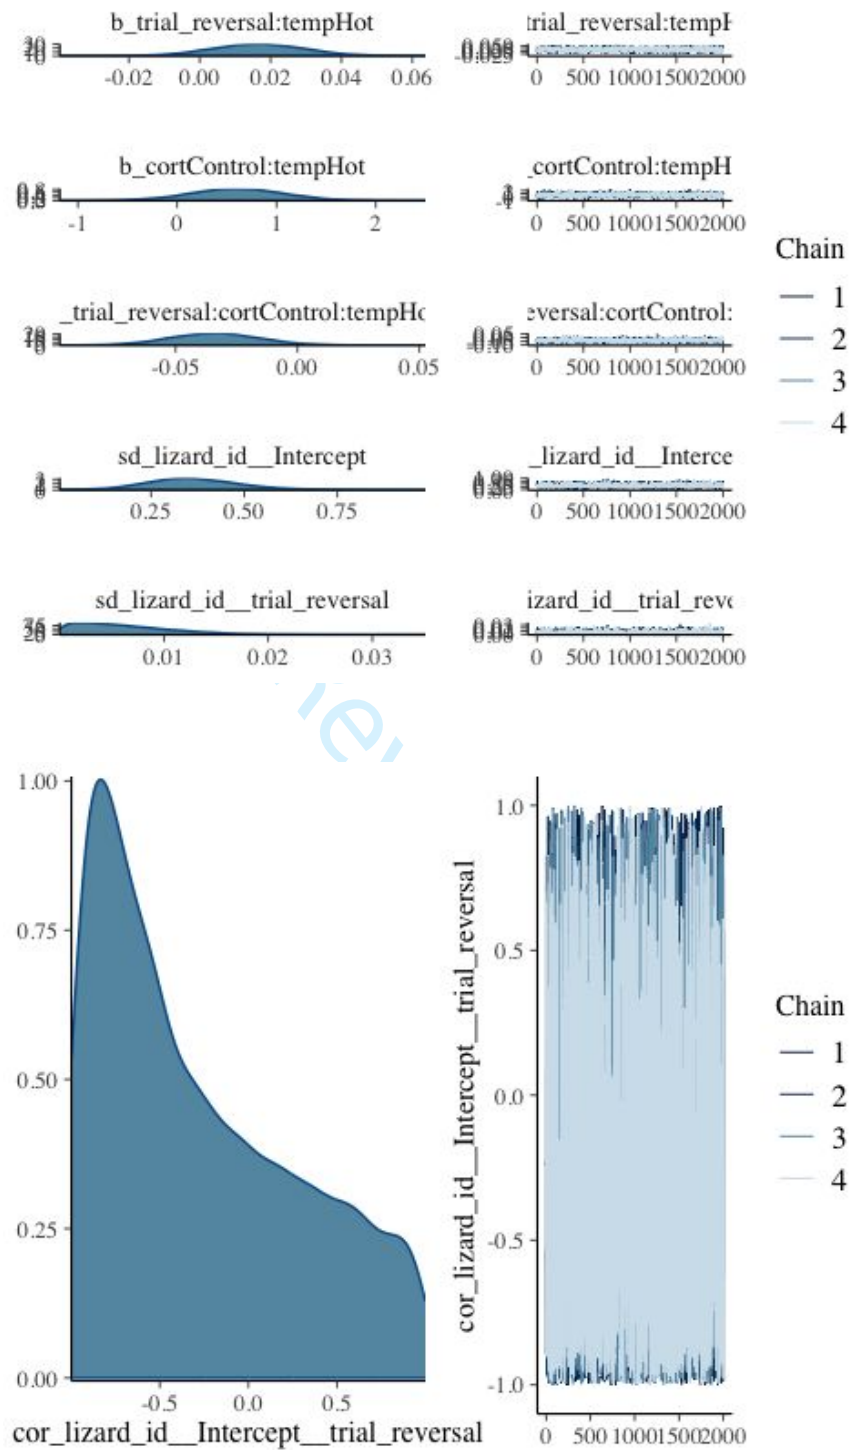 b_trial_reversal:tempHot
-0.02 0.00 0.02 0.04 0.06
0 500 1000 1500 2000
b_cortControl:tempHot
_cortControl:tempH
-1 0 1 2
0 500 1000 1500 2000
Chain
1
2
3
4
_trial_reversal:cortControl:tempHo
eversal:cortControl:
-0.05 0.00 0.05
0 500 1000 1500 2000
sd_lizard_id__Intercept
_lizard_id__Interce
0.25 0.50 0.75
0 500 1000 1500 2000
sd_lizard_id__trial_reversal
izard_id__trial_reve
0.01 0.02 0.03
0 500 1000 1500 2000
1.00
0.75
0.50
0.25
0.00
-0.5 0.0 0.5
cor_lizard_id__Intercept__trial_reversal
cor_lizard_id__Intercept__trial_reversal
1.0
0.5
0.0
-0.5
-1.0
0 500 1000 1500 2000
Chain
1
2
3
4